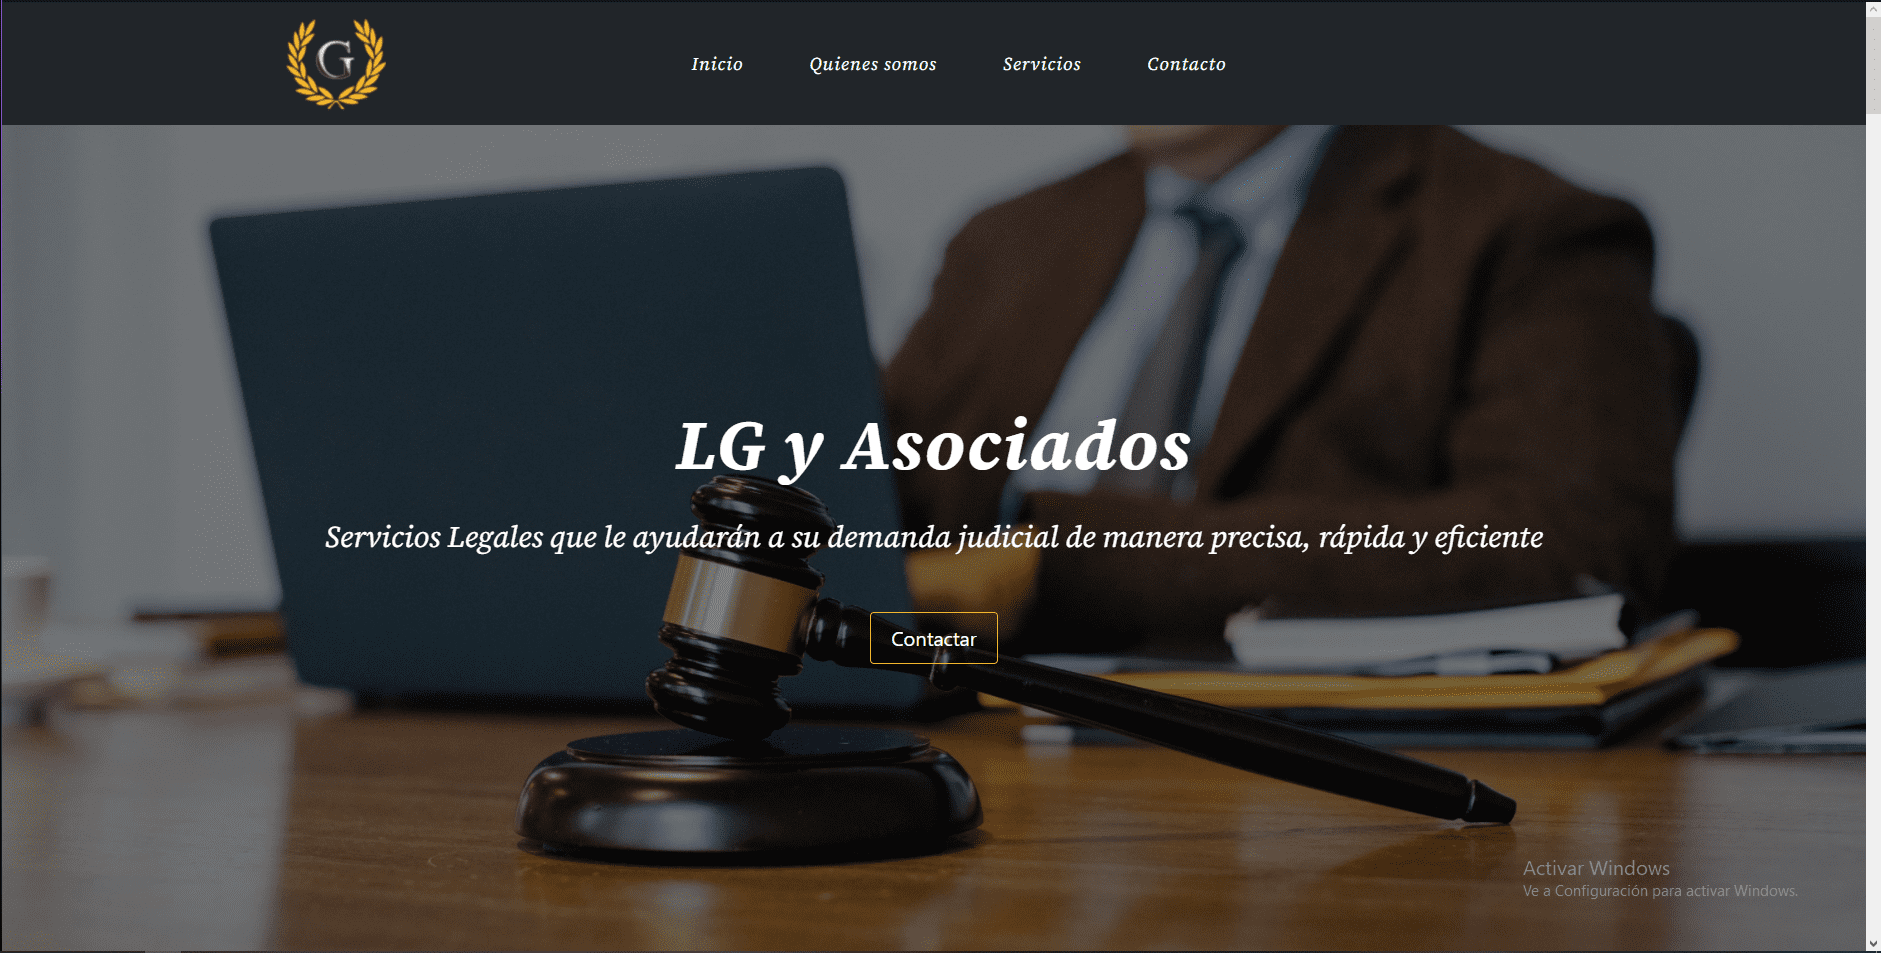 G
Inicio Quienes somos Servicios Contacto
LG y Asociados
Servicios Legales que le ayudarán a su demanda judicial de manera precisa, rápida y eficiente
Contactar
Activar Windows
Ve a Configuración para activar Windows.